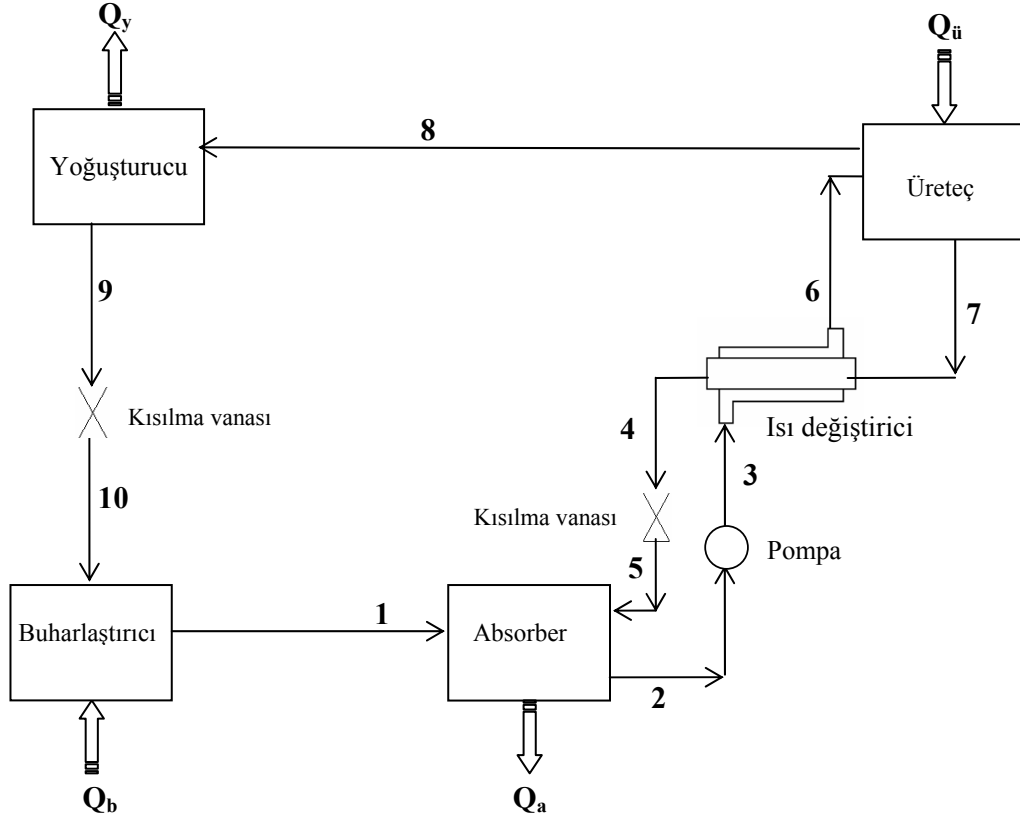 Qy
Qü
8
Yoğuşturucu
Üreteç
9
6
7
Kısılma vanası
Isı değiştirici
4
3
10
Kısılma vanası
Pompa
5
1
Buharlaştırıcı
Absorber
2
Qb
Qa